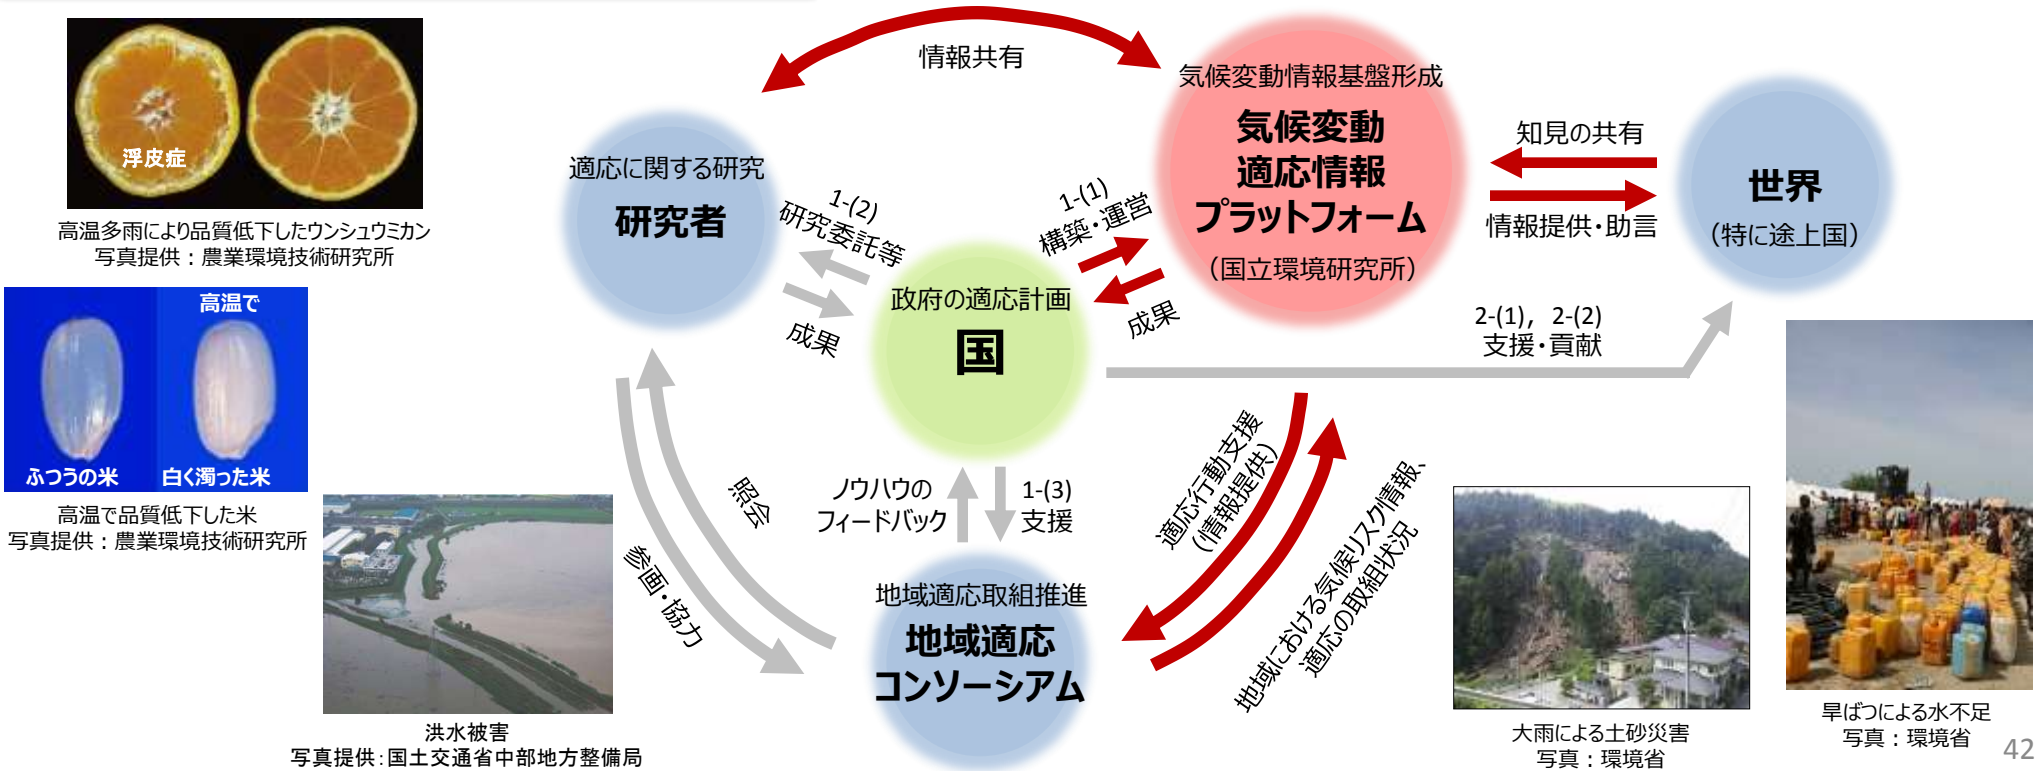 浮皮症
高温多雨により品質低下したウンシュウミカン
写真提供：農業環境技術研究所
高温で
ふつうの米
白く濁った米
高温で品質低下した米
写真提供：農業環境技術研究所
洪水被害
写真提供：国土交通省中部地方整備局
情報共有
適応に関する研究
研究者
1-(2)
研究委託等
成果
1-(1)
構築・運営
成果
気候変動情報基盤形成
気候変動
適応情報
プラットフォーム
（国立環境研究所）
知見の共有
情報提供・助言
世界
（特に途上国）
政府の適応計画
国
2-(1)，2-(2)
支援・貢献
照会
参画・協力
ノウハウの
フィードバック
1-(3)
支援
適応行動支援
（情報提供）
地域における気候リスク情報、
適応の取組状況
地域適応取組推進
地域適応
コンソーシアム
大雨による土砂災害
写真：環境省
旱ばつによる水不足
写真：環境省
42